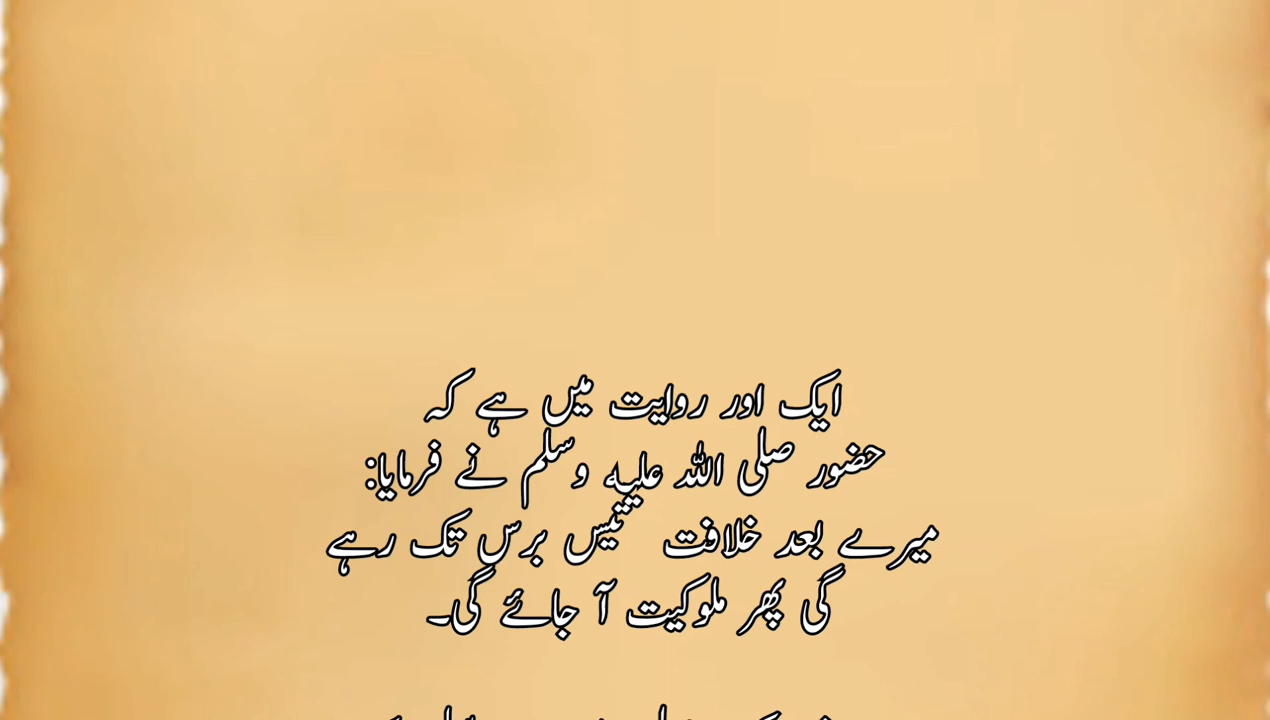 ایک اور روایت میں ہے کہ
حضور صلی اللہ علیہ وسلم نے فرمایا:
میرے بعد خلافت تیس برس تک رہے
گی پھر ملوکیت آ جائے گی۔